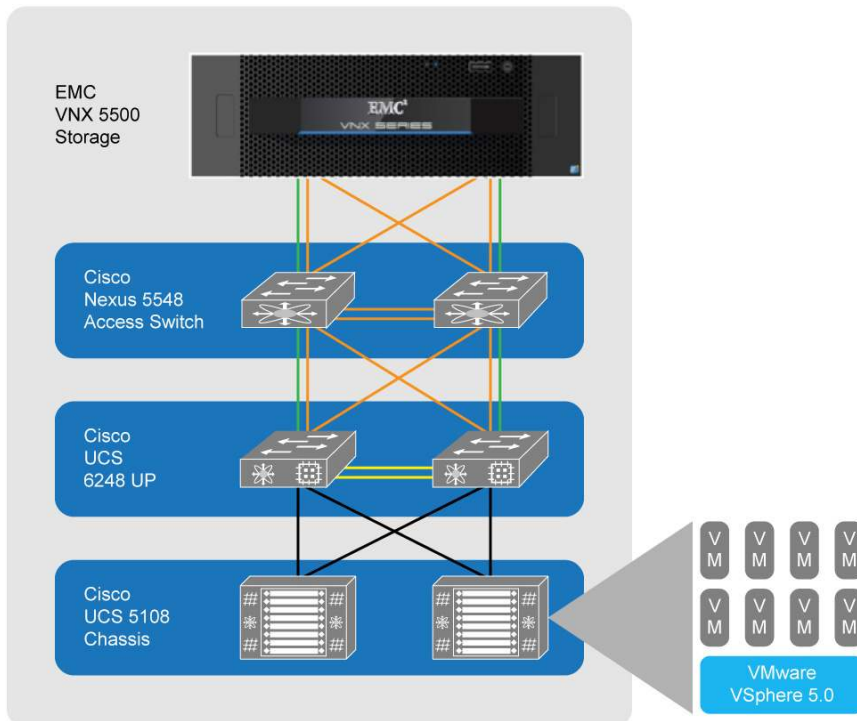 EMC
VNX 5500
Storage
EMC²
VNX SERIES
Cisco
Nexus 5548
Access Switch
Cisco
UCS
6248 UP
Cisco
UCS 5108
Chassis
V V V V
M M M M
V V V V
M M M M
VMware
VSphere 5.0